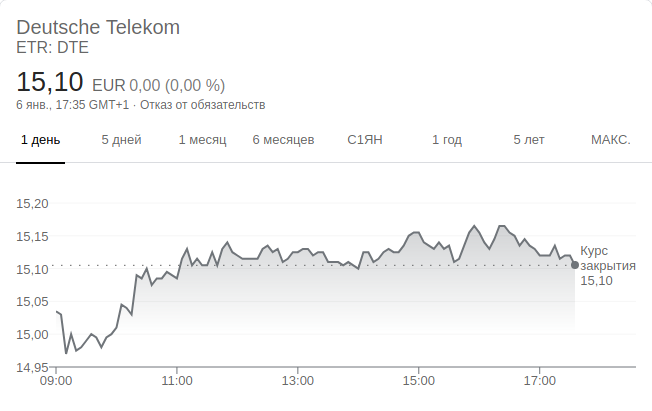 Deutsche Telekom
ETR: DTE
15,10 EUR 0,00 (0,00 %)
6 янв., 17:35 GMT+1 · Отказ от обязательств
1 день 5 дней 1 месяц 6 месяцев С1ЯН 1 год 5 лет МАКС.
15,20
15,15
Курс
15,10 закрытия
15,10
15,05
15,00
14,95
09:00 11:00 13:00 15:00 17:00